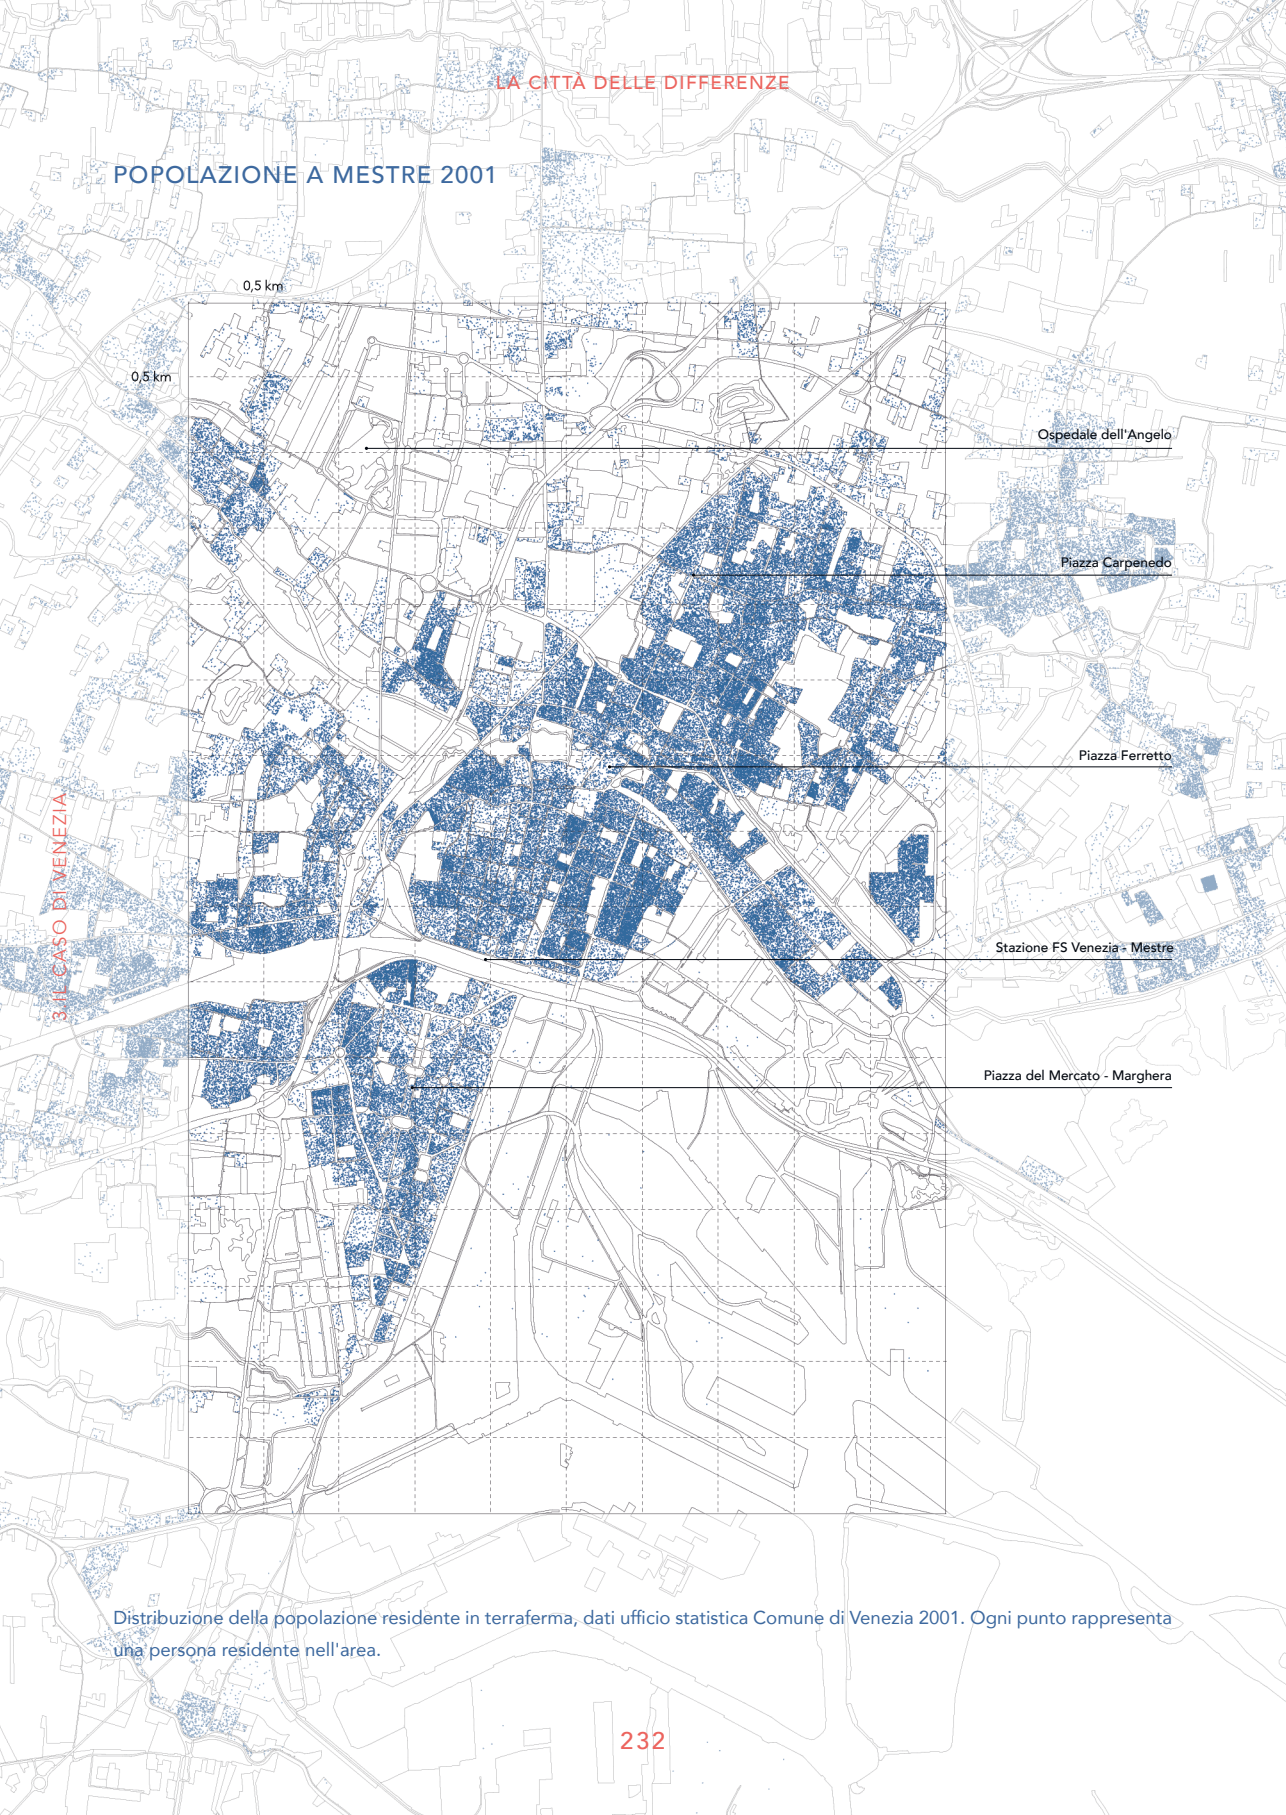 LA CITTÀ DELLE DIFFERENZE
POPOLAZIONE A MESTRE 2001
0,5 km
0,5 km
Ospedale dell'Angelo
Piazza Carpenedo
Piazza Ferretto
3. IL CASO DI VENEZIA
Stazione FS Venezia - Mestre
Piazza del Mercato - Marghera
Distribuzione della popolazione residente in terraferma, dati ufficio statistica Comune di Venezia 2001. Ogni punto rappresenta
una persona residente nell'area.
232